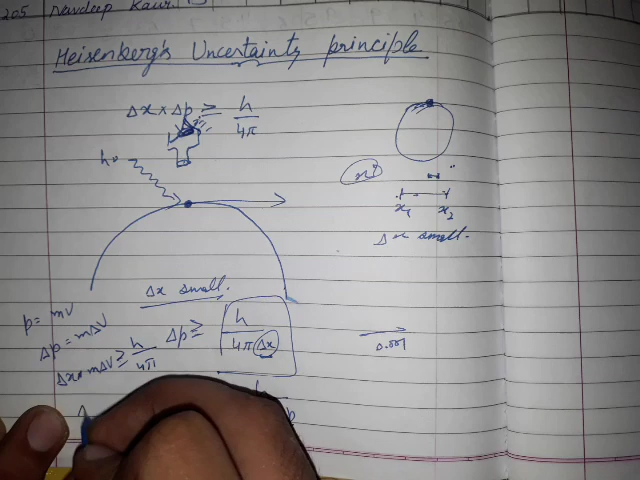 205 Navdeep Kaur
Heisenberg's Uncertainty principle
Δx × Δp ≥ h/4π
hν
x₁ x₂
Δx small.
Δx small.
p = mv
Δp = mΔv
Δp ≥ h/4πΔx
Δx × mΔv ≥ h/4π
0.001